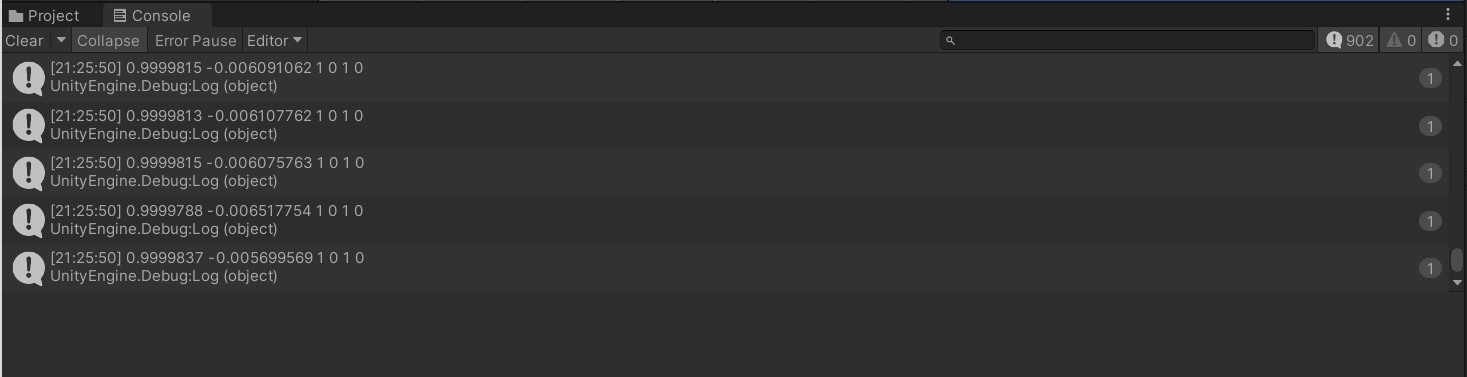 Project
Console
Clear Collapse Error Pause Editor 902 0 0
[21:25:50] 0.9999815 -0.006091062 1 0 1 0
UnityEngine.Debug:Log (object)
1
[21:25:50] 0.9999813 -0.006107762 1 0 1 0
UnityEngine.Debug:Log (object)
1
[21:25:50] 0.9999815 -0.006075763 1 0 1 0
UnityEngine.Debug:Log (object)
1
[21:25:50] 0.9999788 -0.006517754 1 0 1 0
UnityEngine.Debug:Log (object)
1
[21:25:50] 0.9999837 -0.005699569 1 0 1 0
UnityEngine.Debug:Log (object)
1